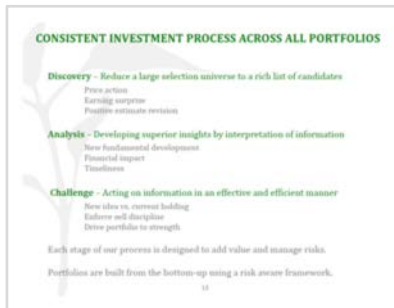 CONSISTENT INVESTMENT PROCESS ACROSS ALL PORTFOLIOS
Discovery – Reduce a large selection universe to a rich list of candidates
Price action
Earning surprise
Positive estimate revision
Analysis – Developing superior insights by interpretation of information
New fundamental development
Financial impact
Timeliness
Challenge – Acting on information in an effective and efficient manner
New idea vs. current holding
Enforce sell discipline
Drive portfolio to strength
Each stage of our process is designed to add value and manage risks.
Portfolios are built from the bottom-up using a risk aware framework.